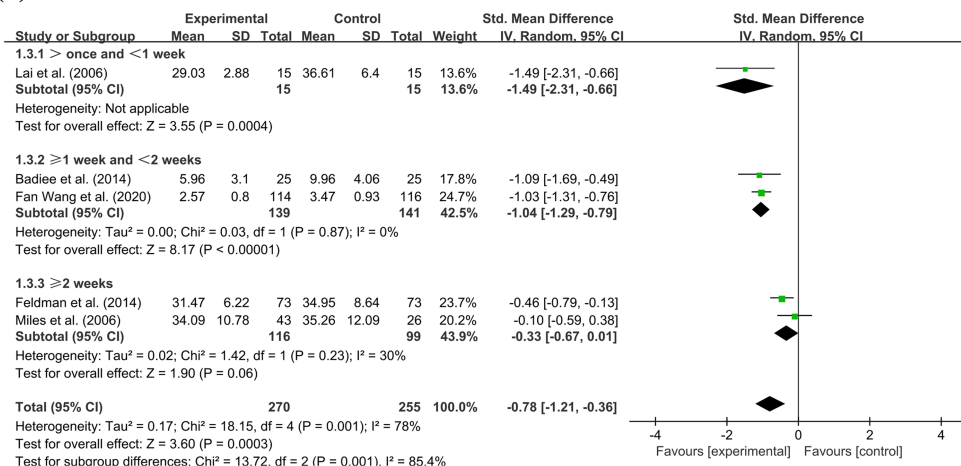 Experimental Control Std. Mean Difference Std. Mean Difference
Study or Subgroup Mean SD Total Mean SD Total Weight IV, Random, 95% CI IV, Random, 95% CI
1.3.1 > once and <1 week
Lai et al. (2006) 29.03 2.88 15 36.61 6.4 15 13.6% -1.49 [-2.31, -0.66]
Subtotal (95% CI) 15 15 13.6% -1.49 [-2.31, -0.66]
Heterogeneity: Not applicable
Test for overall effect: Z = 3.55 (P = 0.0004)
1.3.2 ≥1 week and <2 weeks
Badiee et al. (2014) 5.96 3.1 25 9.96 4.06 25 17.8% -1.09 [-1.69, -0.49]
Fan Wang et al. (2020) 2.57 0.8 114 3.47 0.93 116 24.7% -1.03 [-1.31, -0.76]
Subtotal (95% CI) 139 141 42.5% -1.04 [-1.29, -0.79]
Heterogeneity: Tau² = 0.00; Chi² = 0.03, df = 1 (P = 0.87); I² = 0%
Test for overall effect: Z = 8.17 (P < 0.00001)
1.3.3 ≥2 weeks
Feldman et al. (2014) 31.47 6.22 73 34.95 8.64 73 23.7% -0.46 [-0.79, -0.13]
Miles et al. (2006) 34.09 10.78 43 35.26 12.09 26 20.2% -0.10 [-0.59, 0.38]
Subtotal (95% CI) 116 99 43.9% -0.33 [-0.67, 0.01]
Heterogeneity: Tau² = 0.02; Chi² = 1.42, df = 1 (P = 0.23); I² = 30%
Test for overall effect: Z = 1.90 (P = 0.06)
Total (95% CI) 270 255 100.0% -0.78 [-1.21, -0.36]
Heterogeneity: Tau² = 0.17; Chi² = 18.15, df = 4 (P = 0.001); I² = 78%
Test for overall effect: Z = 3.60 (P = 0.0003)
Test for subgroup differences: Chi² = 13.72, df = 2 (P = 0.001), I² = 85.4%
-4 -2 0 2 4
Favours [experimental] Favours [control]